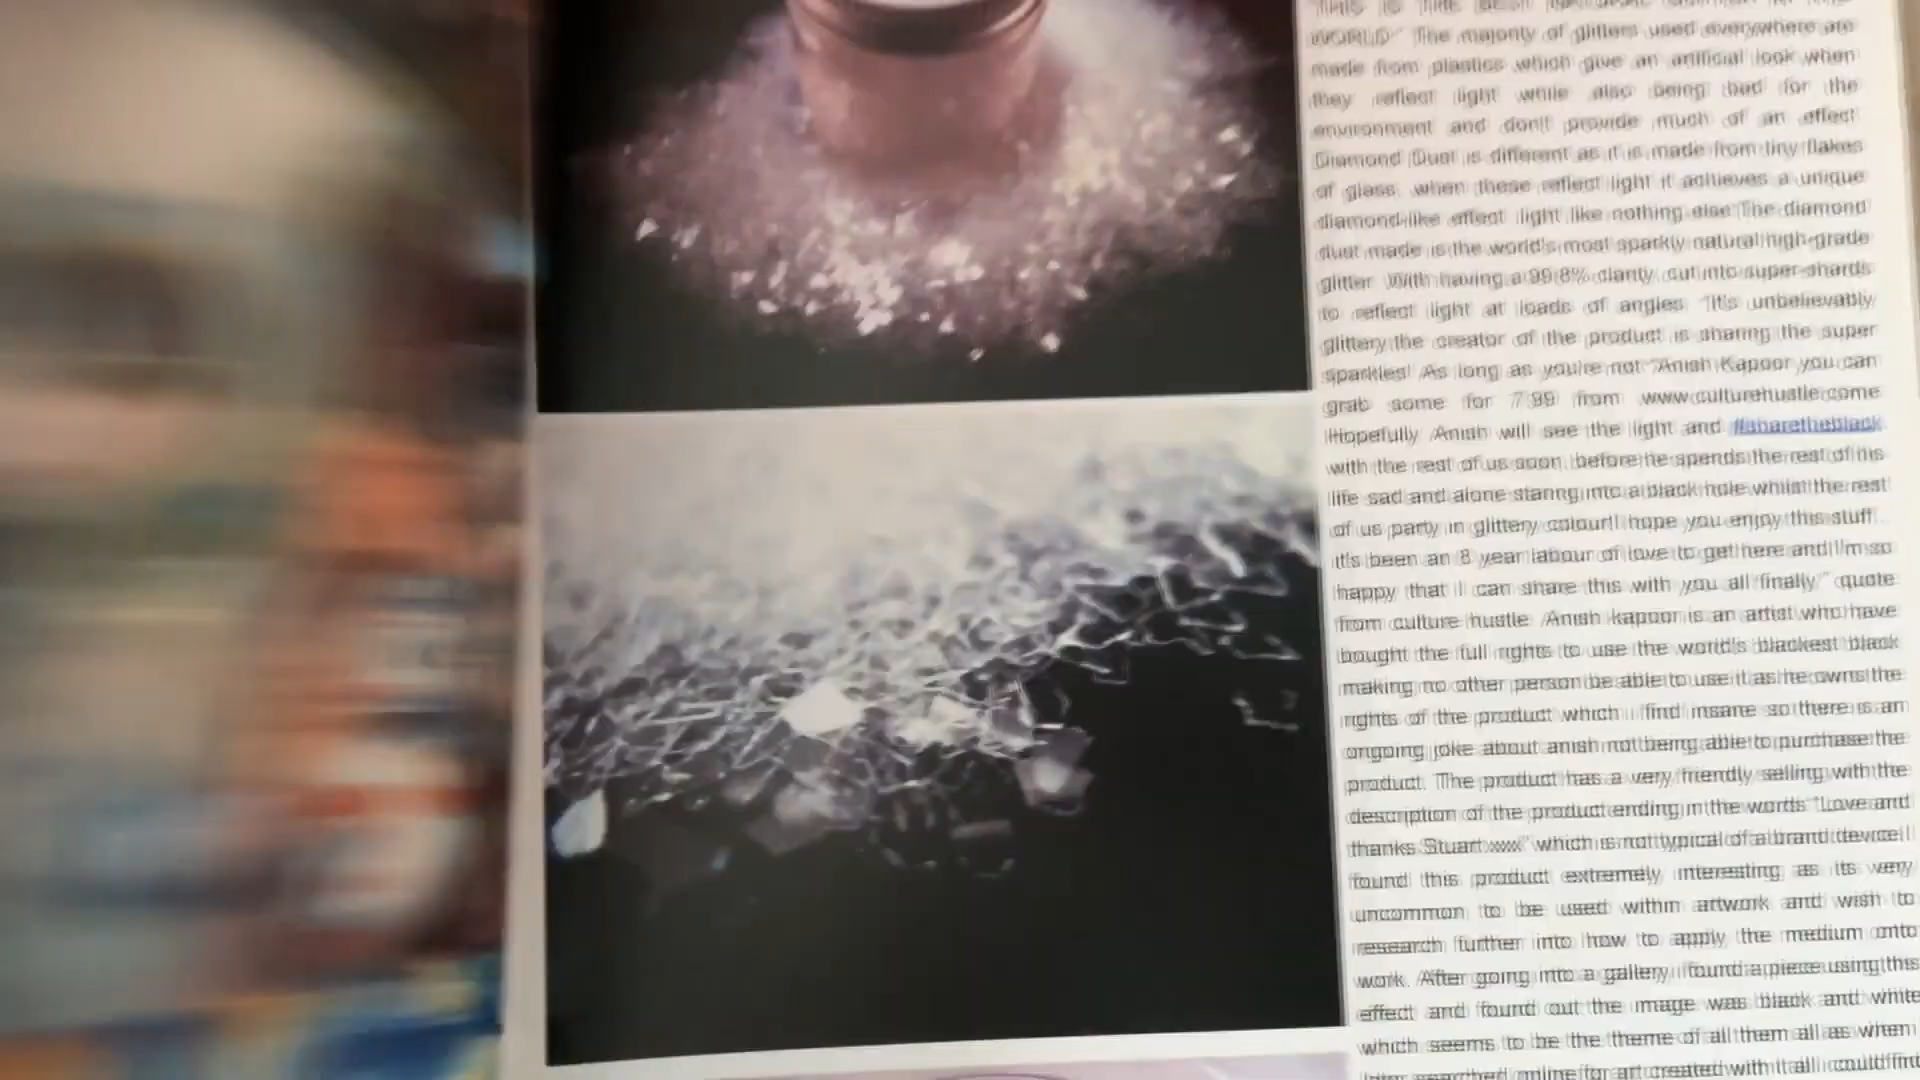 THIS IS THE BEST
WORLD" The majority of glitters used everywhere are
made from plastics which give an artificial look when
they reflect light while also being bad for the
environment and don't provide much of an effect
Diamond Dust is different as it is made from tiny flakes
of glass, when these reflect light it achieves a unique
diamond-like effect light like nothing else The diamond
dust made is the world's most sparkly natural high-grade
glitter. With having a 99.8% clarity, cut into super-shards
to reflect light at loads of angles. "It's unbelievably
glittery.the creator of the product is sharing the super
sparkles! As long as you're not "Anish Kapoor you can
grab some for 7.99 from www.culturehustle.come
Hopefully Anish will see the light and #sharetheblack
with the rest of us soon, before he spends the rest of his
life sad and alone staring into a black hole whilst the rest
of us party in glittery colour!I hope you enjoy this stuff...
it's been an 8 year labour of love to get here and I'm so
happy that I can share this with you all finally" quote
from culture hustle. Anish kapoor is an artist who have
bought the full rights to use the world's blackest black
making no other person be able to use it as he owns the
rights of the product which i find insane so there is an
ongoing joke about anish not being able to purchase the
product. The product has a very friendly selling with the
description of the product ending in the words "Love and
thanks Stuart xxxx" which is not typical of a brand device.I
found this product extremely interesting as its very
uncommon to be used within artwork and wish to
research further into how to apply the medium onto
work. After going into a gallery i found a piece using this
effect and found out the image was black and white
which seems to be the theme of all them all as when
searched online for art created with it all i could find